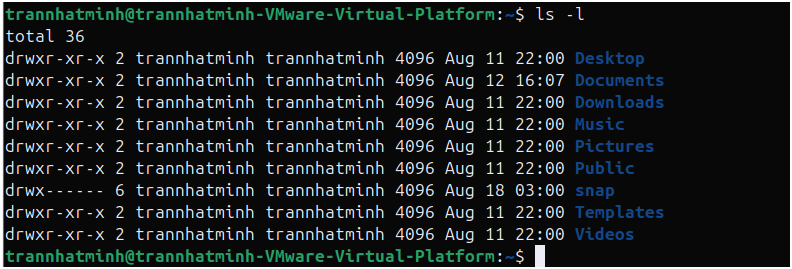 trannhatminh@trannhatminh-VMware-Virtual-Platform:~$ ls -l
total 36
drwxr-xr-x 2 trannhatminh trannhatminh 4096 Aug 11 22:00 Desktop
drwxr-xr-x 2 trannhatminh trannhatminh 4096 Aug 12 16:07 Documents
drwxr-xr-x 2 trannhatminh trannhatminh 4096 Aug 11 22:00 Downloads
drwxr-xr-x 2 trannhatminh trannhatminh 4096 Aug 11 22:00 Music
drwxr-xr-x 2 trannhatminh trannhatminh 4096 Aug 11 22:00 Pictures
drwxr-xr-x 2 trannhatminh trannhatminh 4096 Aug 11 22:00 Public
drwx------ 6 trannhatminh trannhatminh 4096 Aug 18 03:00 snap
drwxr-xr-x 2 trannhatminh trannhatminh 4096 Aug 11 22:00 Templates
drwxr-xr-x 2 trannhatminh trannhatminh 4096 Aug 11 22:00 Videos
trannhatminh@trannhatminh-VMware-Virtual-Platform:~$